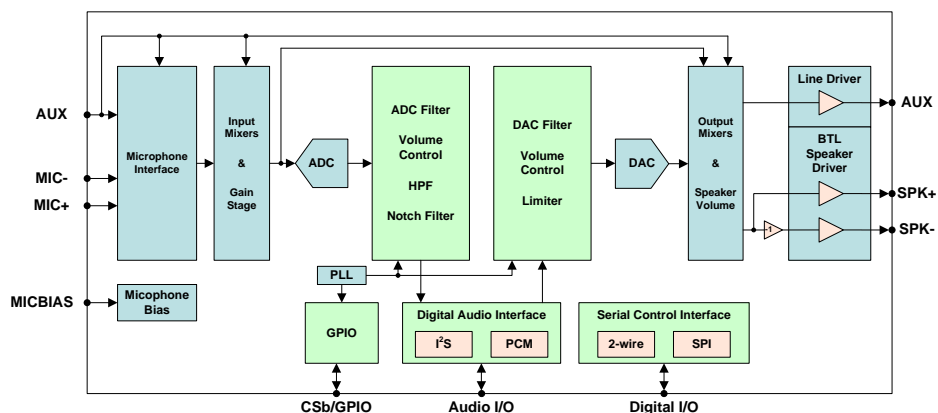 AUX
MIC-
MIC+
MICBIAS
Microphone
Interface
Micophone
Bias
Input
Mixers
&
Gain
Stage
ADC
ADC Filter
Volume
Control
HPF
Notch Filter
PLL
GPIO
DAC Filter
Volume
Control
Limiter
DAC
Digital Audio Interface
I²S
PCM
Serial Control Interface
2-wire
SPI
Output
Mixers
&
Speaker
Volume
Line Driver
BTL
Speaker
Driver
-1
AUX
SPK+
SPK-
CSb/GPIO
Audio I/O
Digital I/O